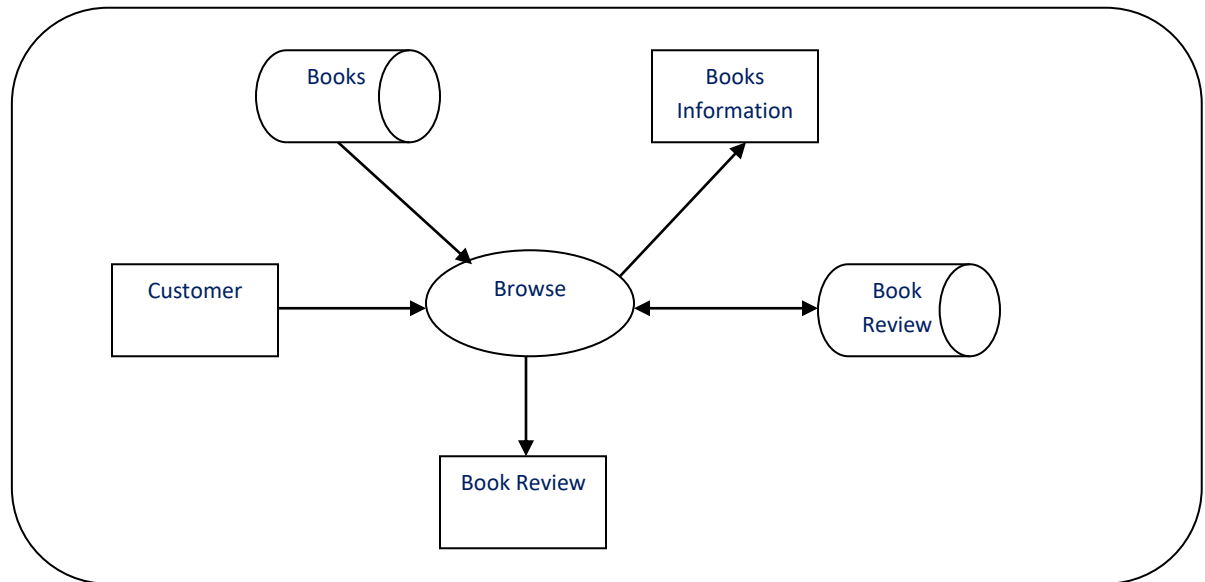 Books
Books
Information
Customer
Browse
Book
Review
Book Review